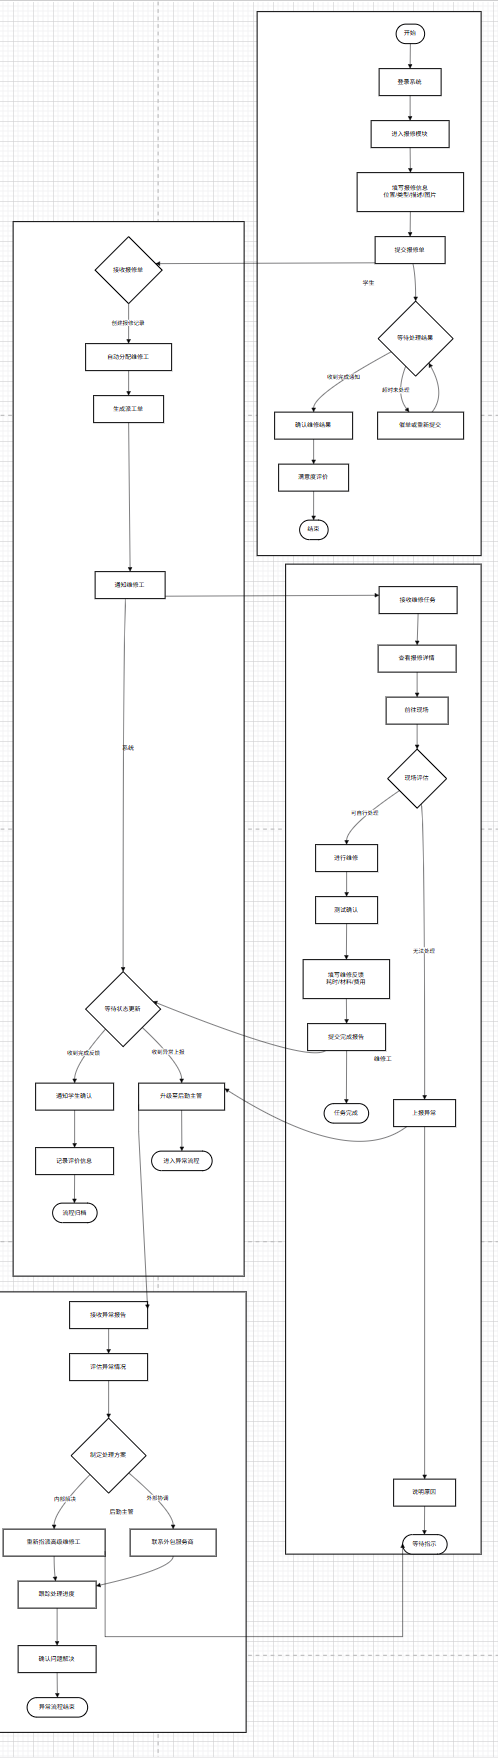 开始
登录系统
进入报修模块
填写报修信息
位置/类型/描述/图片
提交报修单
学生
等待处理结果
收到完成通知
超时未处理
确认维修结果
催单或重新提交
满意度评价
结束
接收报修单
创建报修记录
自动分配维修工
生成派工单
通知维修工
系统
等待状态更新
收到完成反馈
收到异常上报
通知学生确认
升级至后勤主管
记录评价信息
进入异常流程
流程归档
接收维修任务
查看报修详情
前往现场
现场评估
可自行处理
无法处理
进行维修
测试确认
填写维修反馈
耗时/材料/费用
提交完成报告
维修工
任务完成
上报异常
说明原因
等待指示
接收异常报告
评估异常情况
制定处理方案
内部解决
外部协调
后勤主管
重新指派高级维修工
联系外包服务商
跟踪处理进度
确认问题解决
异常流程结束